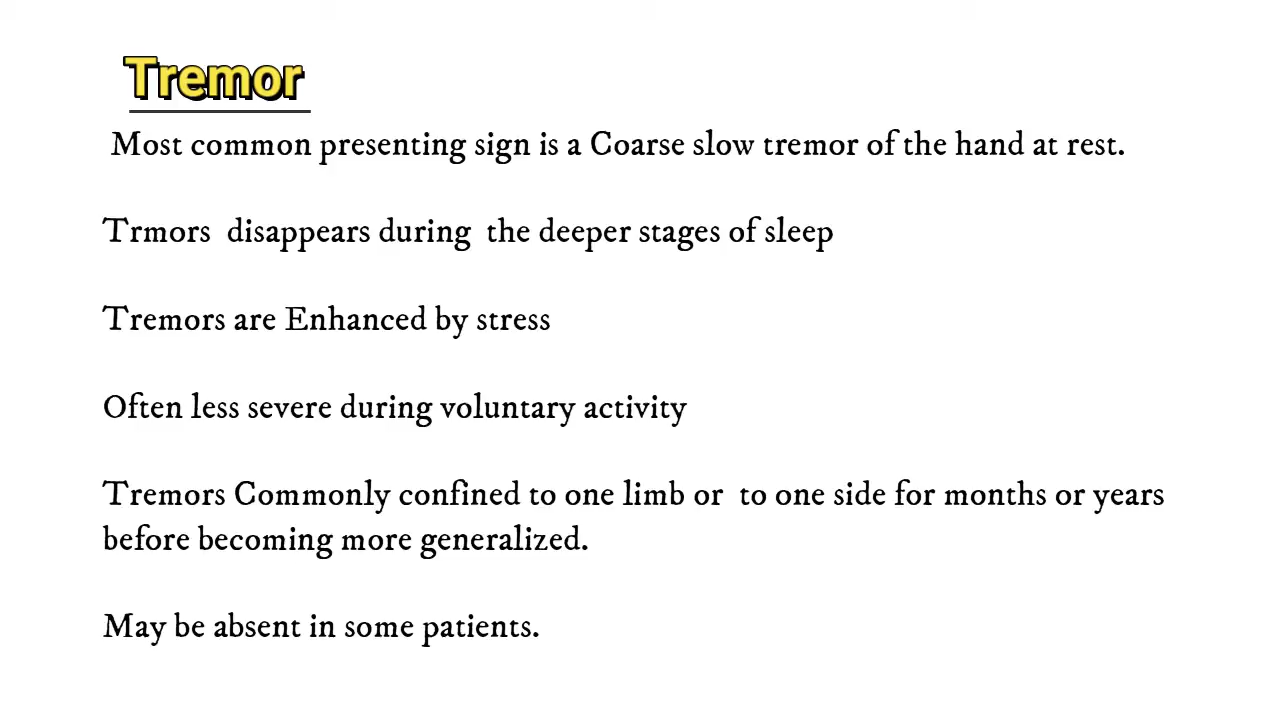 Tremor
Most common presenting sign is a Coarse slow tremor of the hand at rest.
Trmors disappears during the deeper stages of sleep
Tremors are Enhanced by stress
Often less severe during voluntary activity
Tremors Commonly confined to one limb or to one side for months or years
before becoming more generalized.
May be absent in some patients.